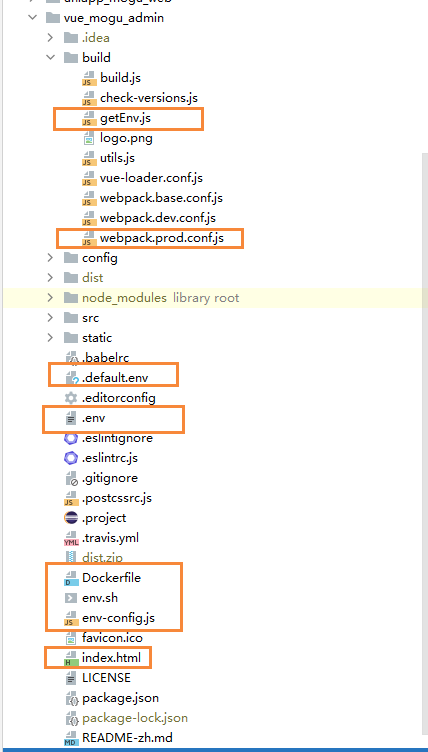 uniapp_mogu_web
vue_mogu_admin
.idea
build
build.js
check-versions.js
getEnv.js
logo.png
utils.js
vue-loader.conf.js
webpack.base.conf.js
webpack.dev.conf.js
webpack.prod.conf.js
config
dist
node_modules library root
src
static
.babelrc
.default.env
.editorconfig
.env
.eslintignore
.eslintrc.js
.gitignore
.postcssrc.js
.project
.travis.yml
dist.zip
Dockerfile
env.sh
env-config.js
favicon.ico
index.html
LICENSE
package.json
package-lock.json
README-zh.md